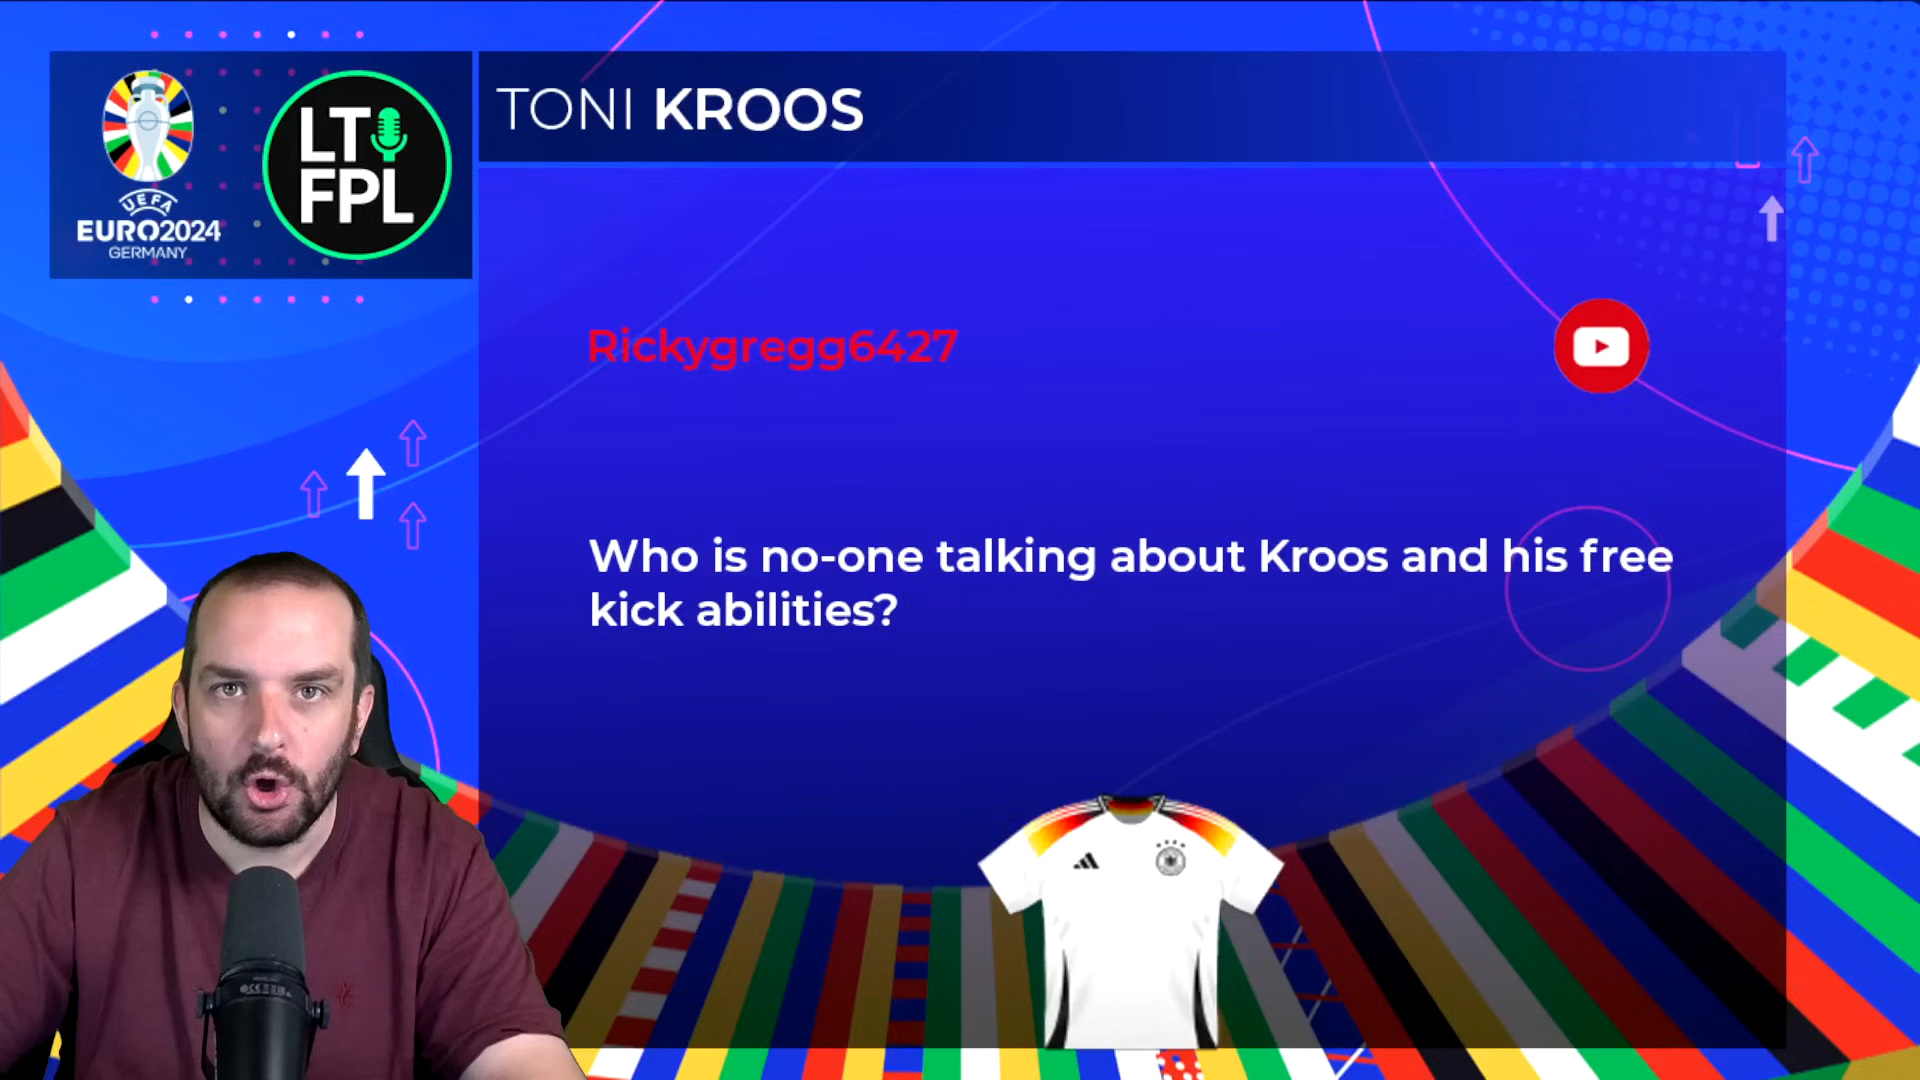 UEFA
EURO2024
GERMANY
LT
FPL
TONI KROOS
Rickygregg6427
Who is no-one talking about Kroos and his free
kick abilities?